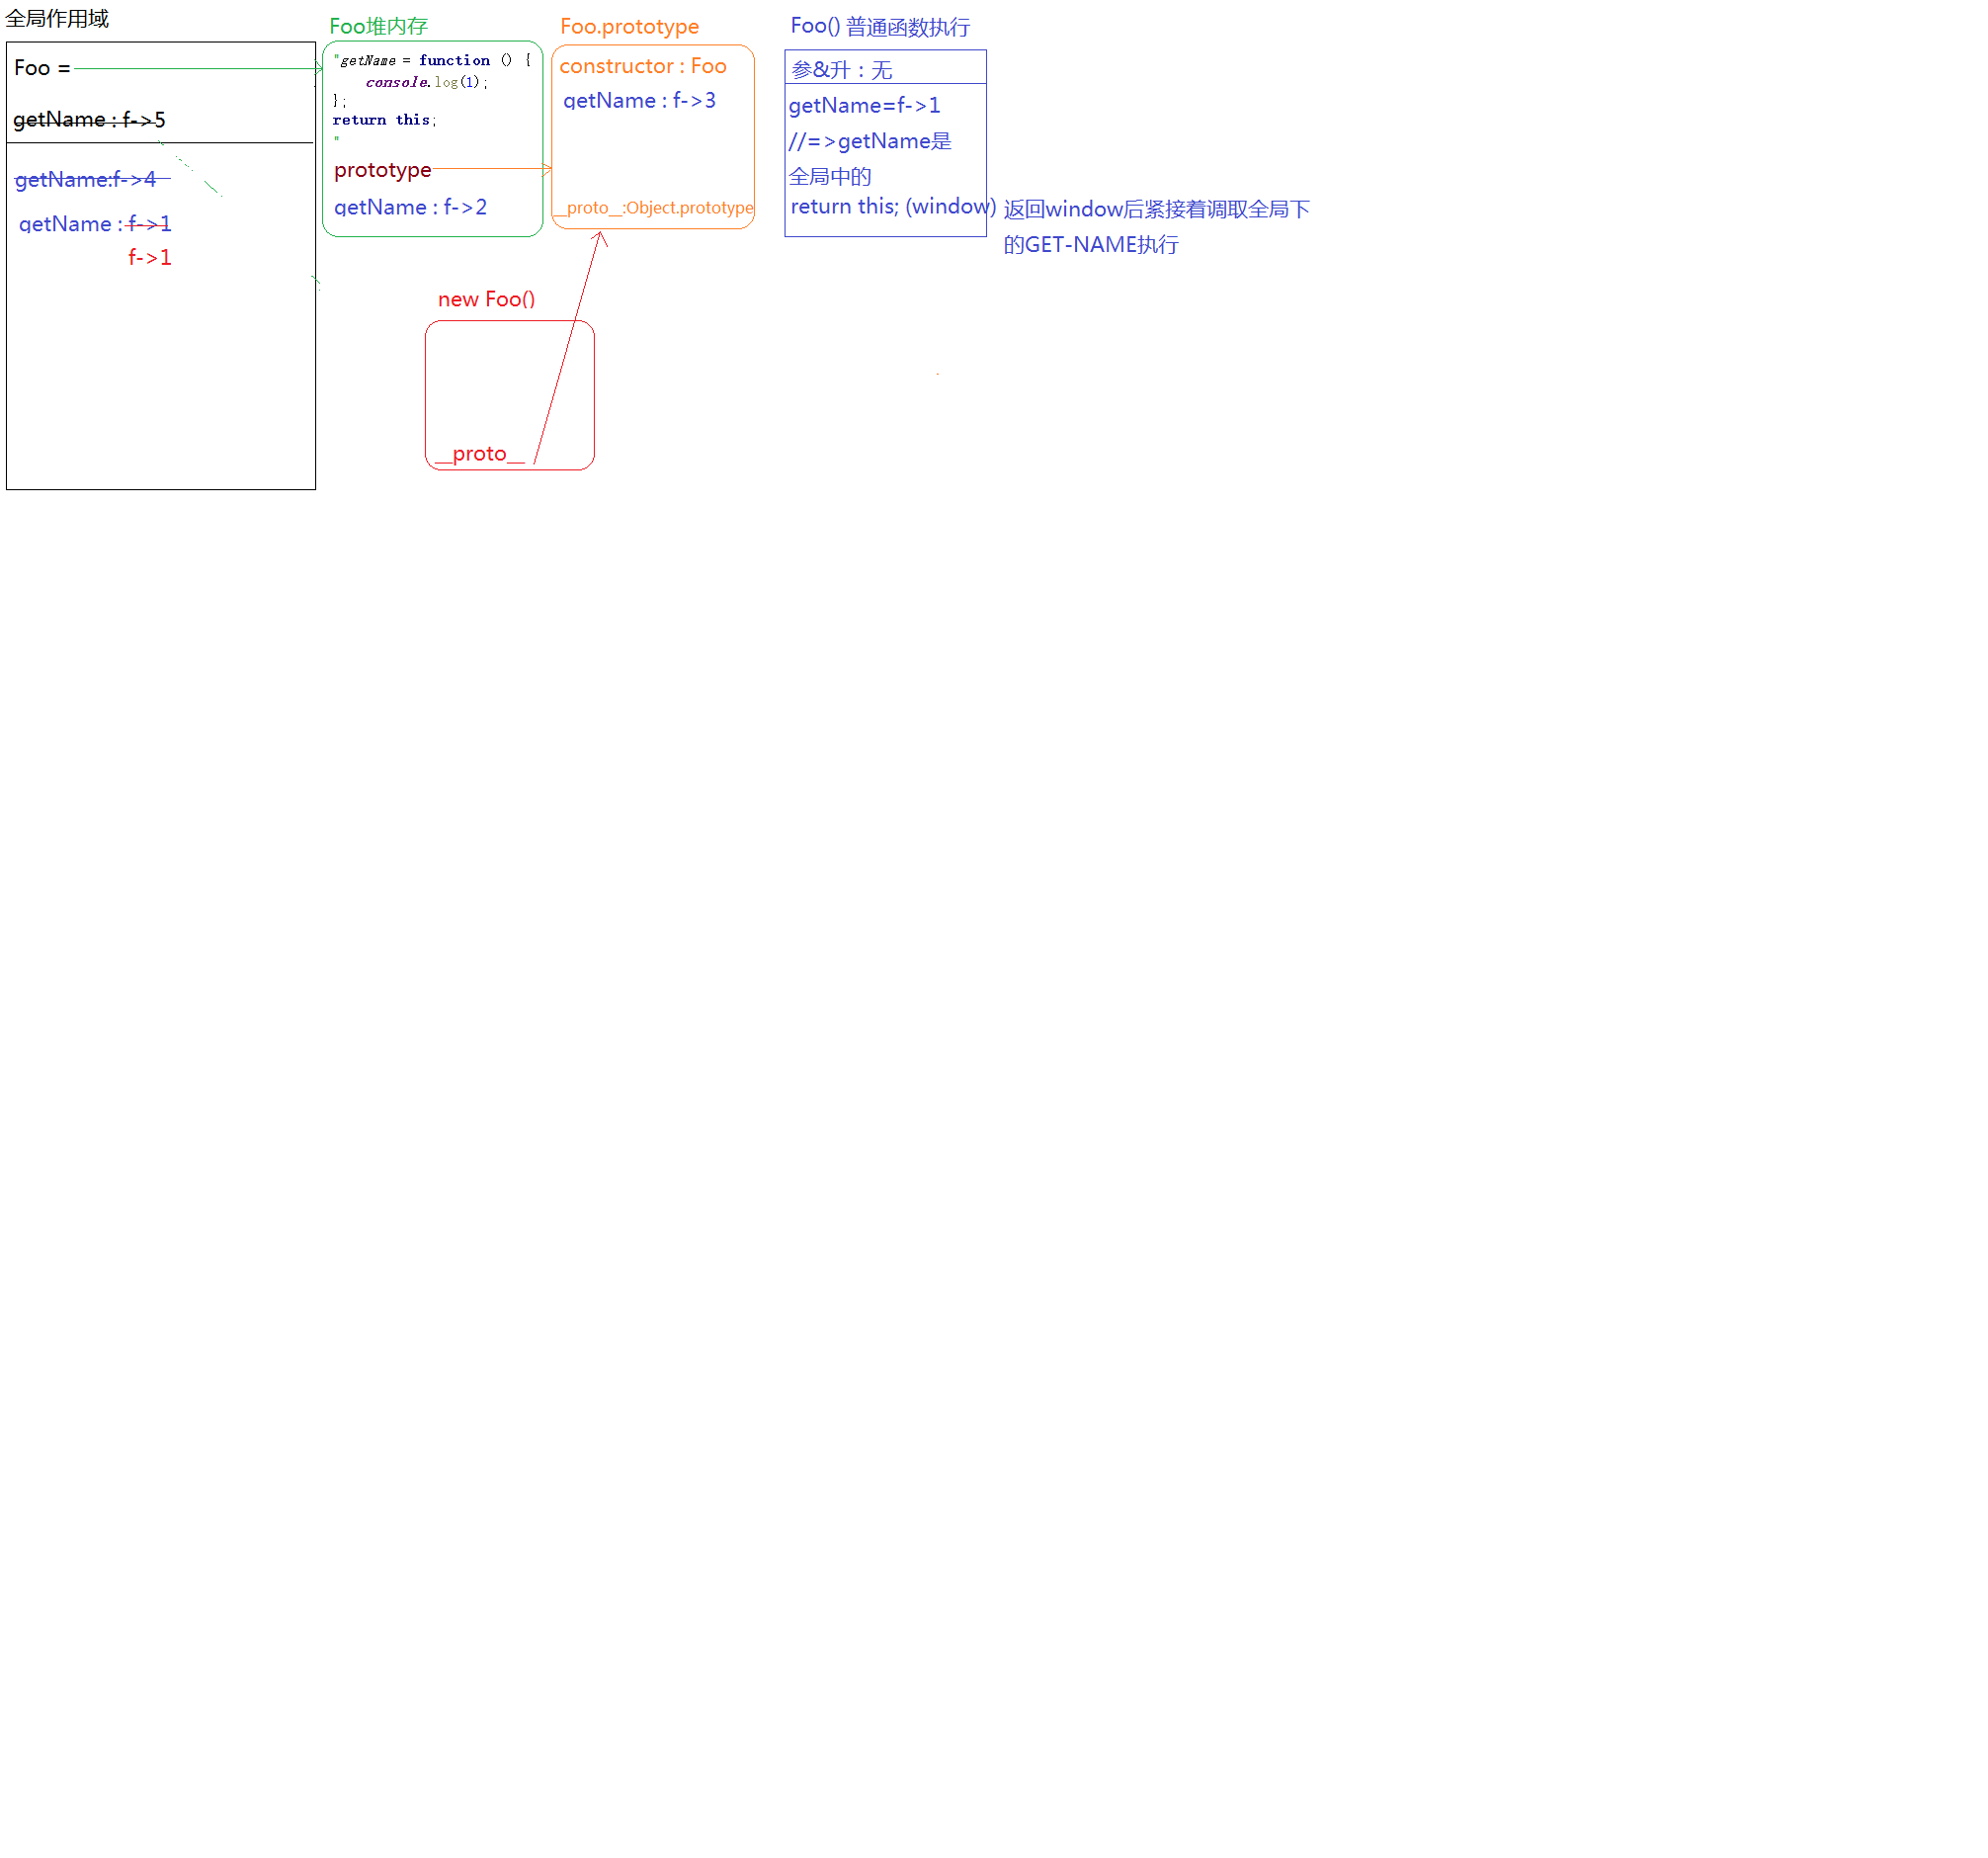 全局作用域
Foo =
getName : f->5
getName:f->4
getName : f->1
f->1
Foo堆内存
"getName = function () {
console.log(1);
};
return this;
"
prototype
getName : f->2
Foo.prototype
constructor : Foo
getName : f->3
__proto__:Object.prototype
new Foo()
__proto__
Foo() 普通函数执行
参&升：无
getName=f->1
//=>getName是
全局中的
return this; (window)
返回window后紧接着调取全局下
的GET-NAME执行